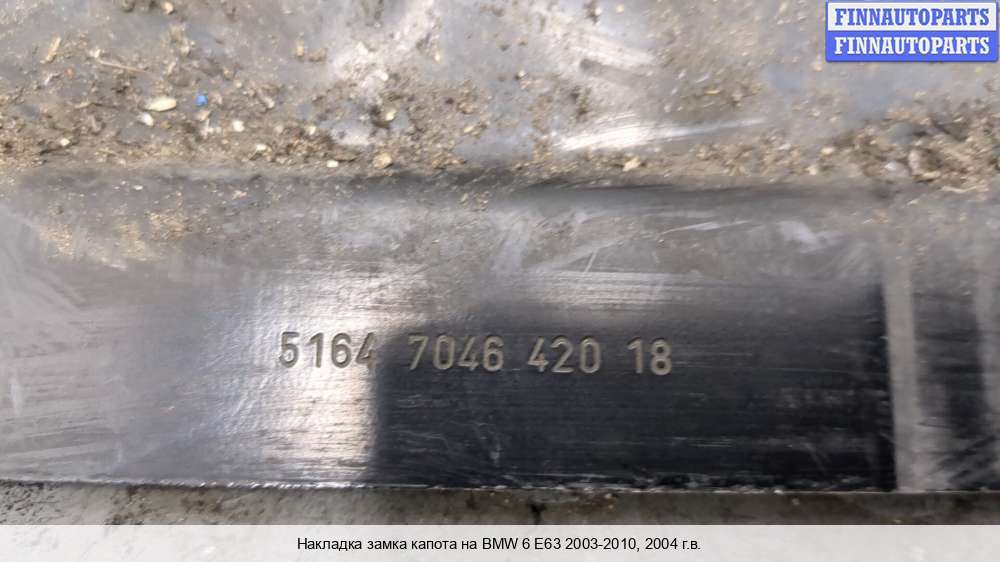 FINNAUTOPARTS
FINNAUTOPARTS
5164 7046 420 18
Накладка замка капота на BMW 6 E63 2003-2010, 2004 г.в.